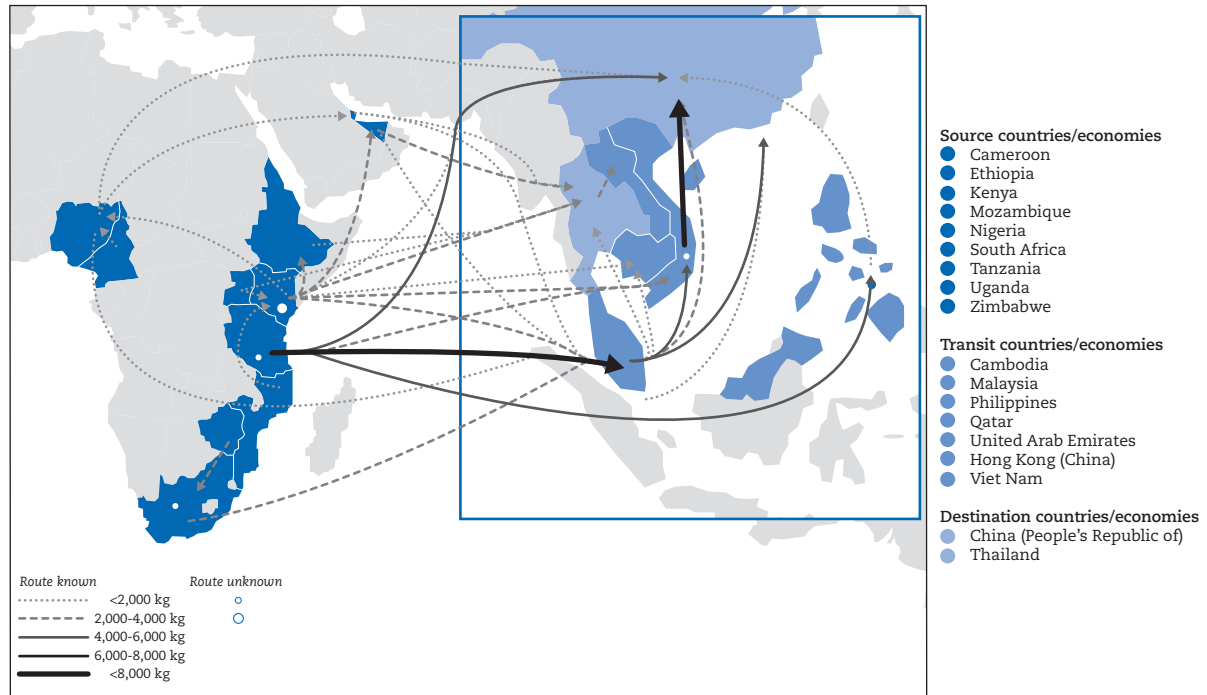 Source countries/economies
Cameroon
Ethiopia
Kenya
Mozambique
Nigeria
South Africa
Tanzania
Uganda
Zimbabwe
Transit countries/economies
Cambodia
Malaysia
Philippines
Qatar
United Arab Emirates
Hong Kong (China)
Viet Nam
Destination countries/economies
China (People's Republic of)
Thailand
Route known
Route unknown
<2,000 kg
2,000-4,000 kg
4,000-6,000 kg
6,000-8,000 kg
<8,000 kg